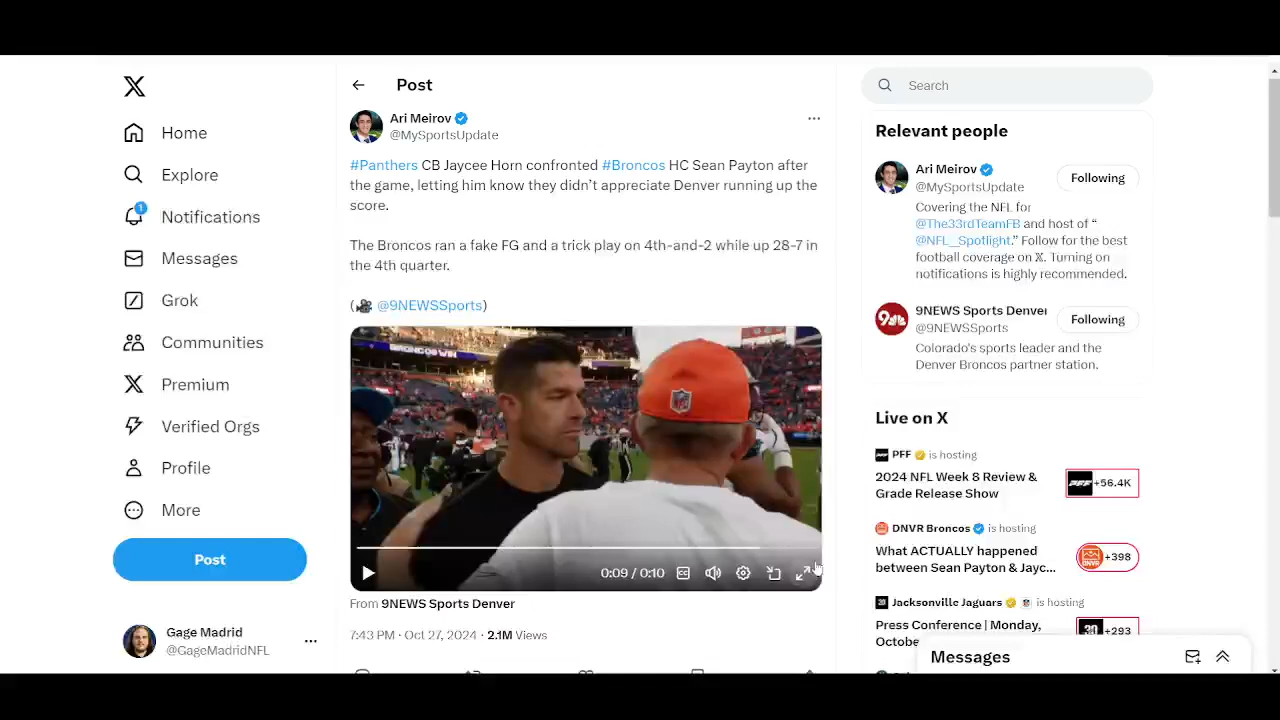 Post
Search
Ari Meirov
@MySportsUpdate
#Panthers CB Jaycee Horn confronted #Broncos HC Sean Payton after
the game, letting him know they didn’t appreciate Denver running up the
score.
The Broncos ran a fake FG and a trick play on 4th-and-2 while up 28-7 in
the 4th quarter.
(🎥 @9NEWSSports)
BRONCOS WIN
0:09 / 0:10
From 9NEWS Sports Denver
7:43 PM · Oct 27, 2024 · 2.1M Views
Home
Explore
1
Notifications
Messages
Grok
Communities
Premium
Verified Orgs
Profile
More
Post
Gage Madrid
@GageMadridNFL
Relevant people
Ari Meirov
Following
@MySportsUpdate
Covering the NFL for
@The33rdTeamFB and host of “
@NFL_Spotlight.” Follow for the best
football coverage on X. Turning on
notifications is highly recommended.
9NEWS Sports Denver
Following
@9NEWSSports
Colorado's sports leader and the
Denver Broncos partner station.
Live on X
PFF is hosting
2024 NFL Week 8 Review &
Grade Release Show
PFF +56.4K
DNVR Broncos is hosting
What ACTUALLY happened
between Sean Payton & Jayc...
DNVR +398
Jacksonville Jaguars is hosting
Press Conference | Monday,
Octobe
30 +293
Messages